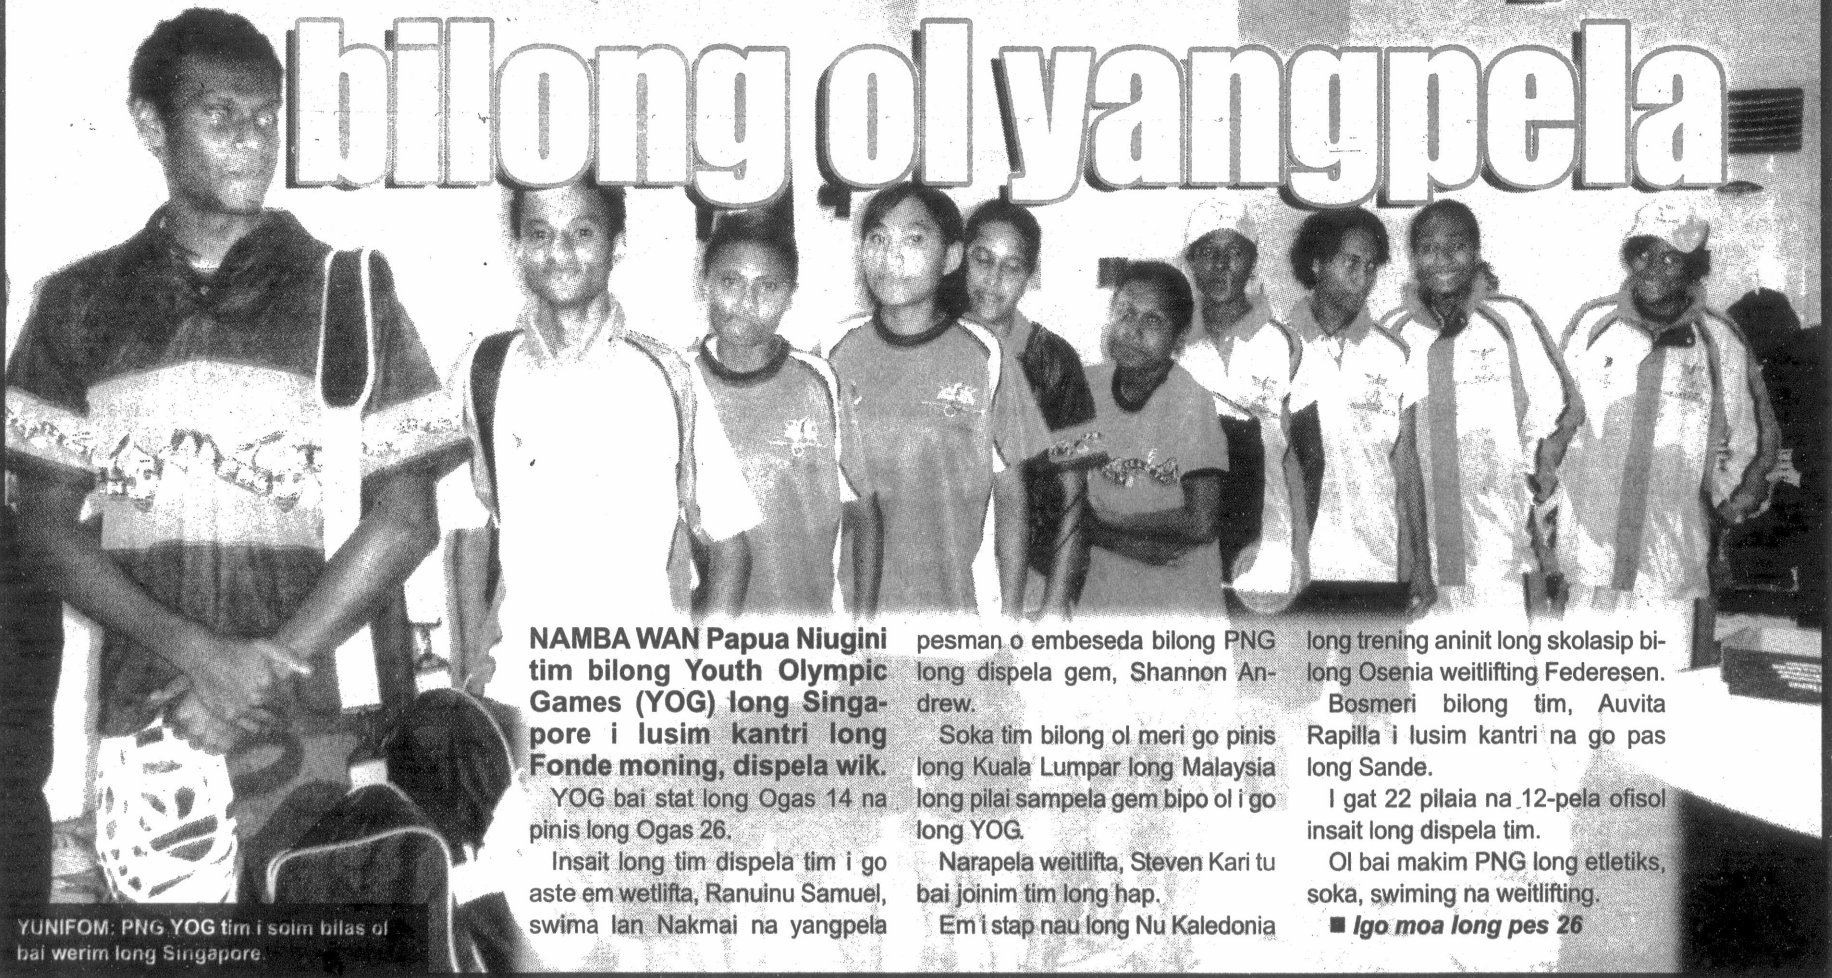 bilong ol yangpela
NAMBA WAN Papua Niugini
tim bilong Youth Olympic
Games (YOG) long Singa-
pore i lusim kantri long
Fonde moning, dispela wik.
YOG bai stat long Ogas 14 na
pinis long Ogas 26.
Insait long tim dispela tim i go
aste em wetlifta, Ranuinu Samuel,
swima Ian Nakmai na yangpela
pesman o embeseda bilong PNG
long dispela gem, Shannon An-
drew.
Soka tim bilong ol meri go pinis
long Kuala Lumpar long Malaysia
long pilai sampela gem bipo ol i go
long YOG.
Narapela weitlifta, Steven Kari tu
bai joinim tim long hap.
Em i stap nau long Nu Kaledonia
long trening aninit long skolasip bi-
long Osenia weitlifting Federesen.
Bosmeri bilong tim, Auvita
Rapilla i lusim kantri na go pas
long Sande.
I gat 22 pilaia na 12-pela ofisol
insait long dispela tim.
Ol bai makim PNG long etletiks,
soka, swiming na weitlifting.
■ Igo moa long pes 26
YUNIFOM: PNG YOG tim i soim bilas ol
bai werim long Singapore.